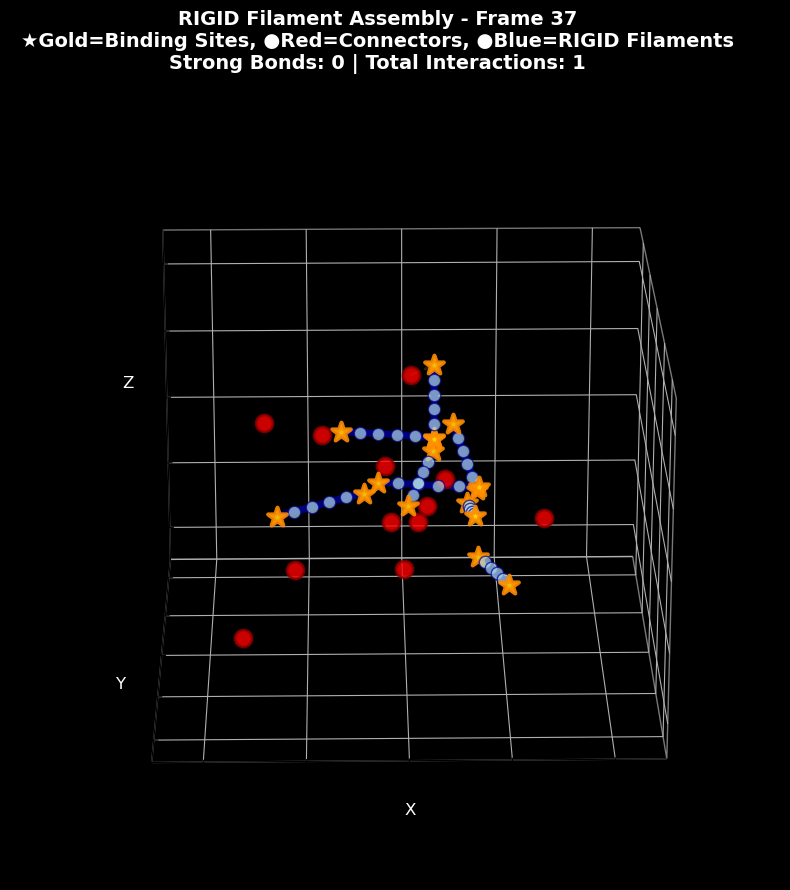 RIGID Filament Assembly - Frame 37
★Gold=Binding Sites, ●Red=Connectors, ●Blue=RIGID Filaments
Strong Bonds: 0 | Total Interactions: 1
Z
Y
X